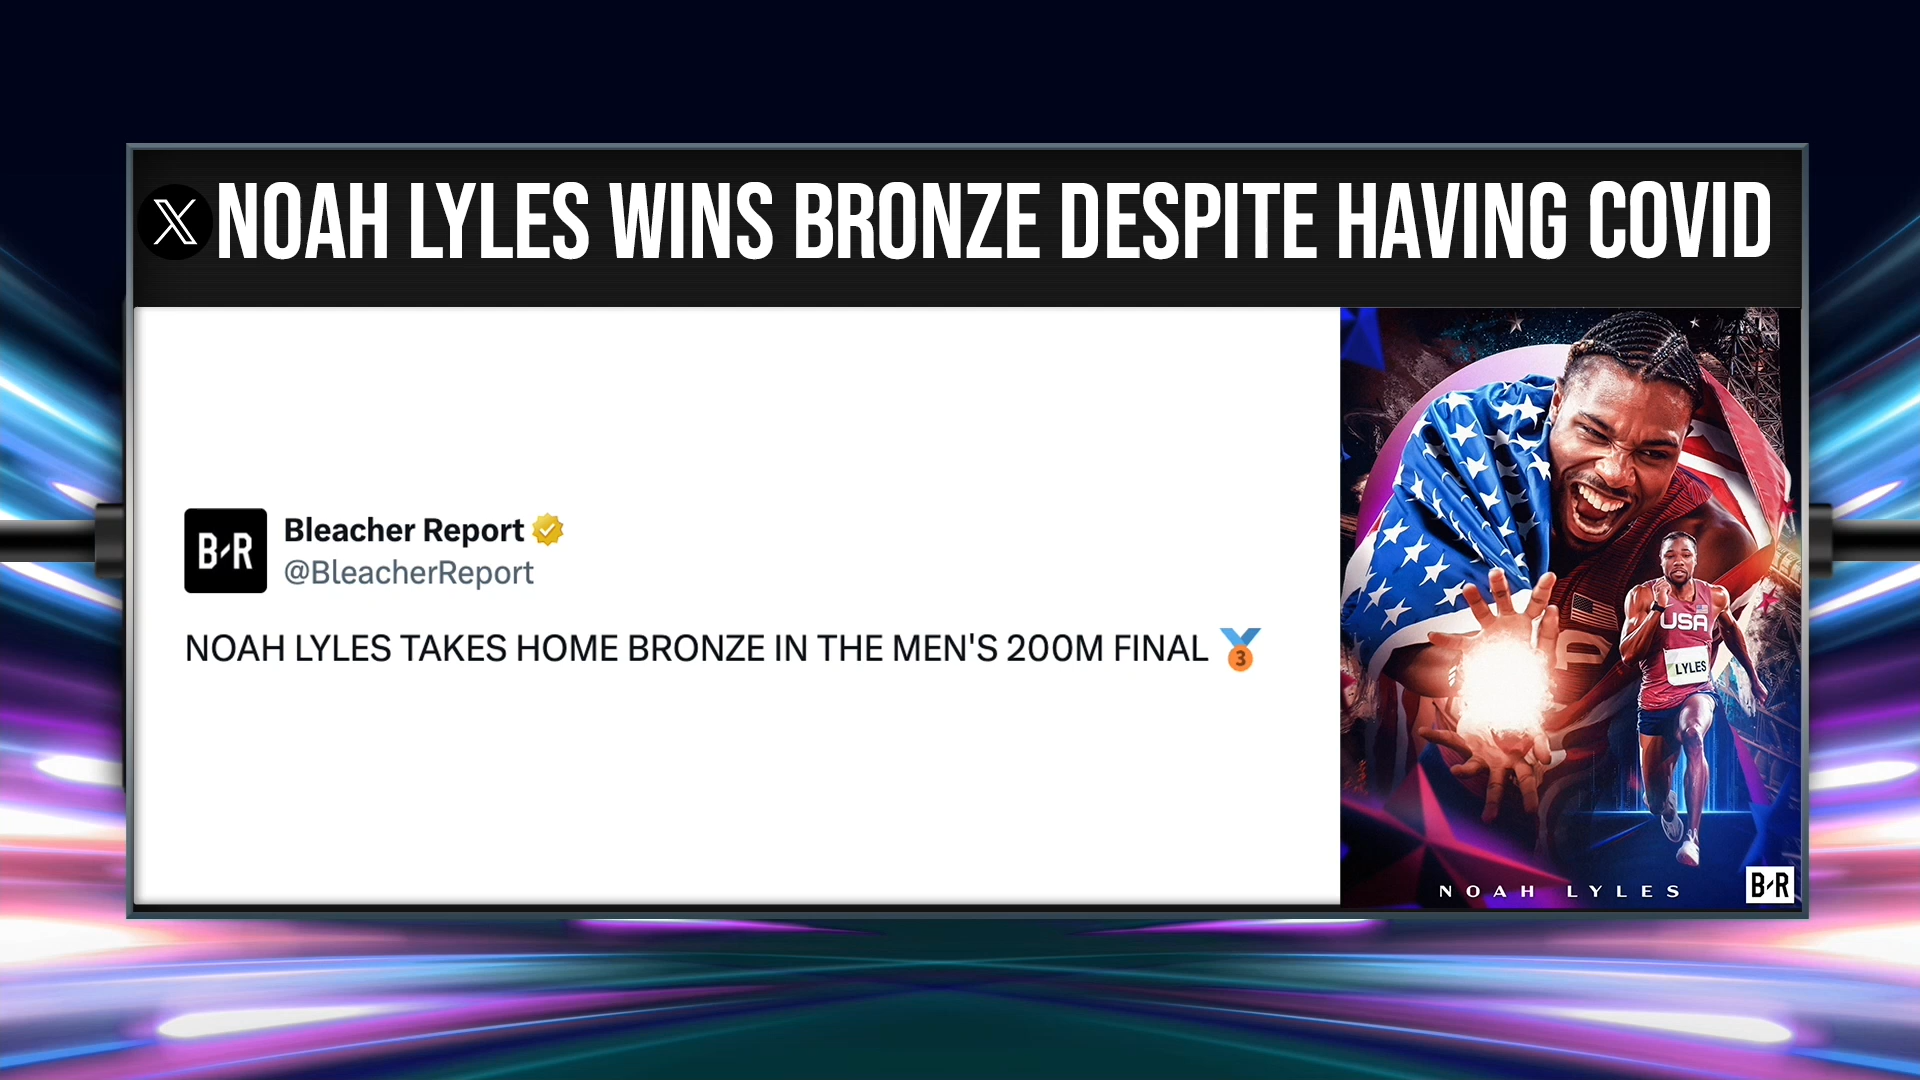 NOAH LYLES WINS BRONZE DESPITE HAVING COVID
B/R
Bleacher Report
@BleacherReport
NOAH LYLES TAKES HOME BRONZE IN THE MEN'S 200M FINAL
3
USA
LYLES
NOAH LYLES
B/R